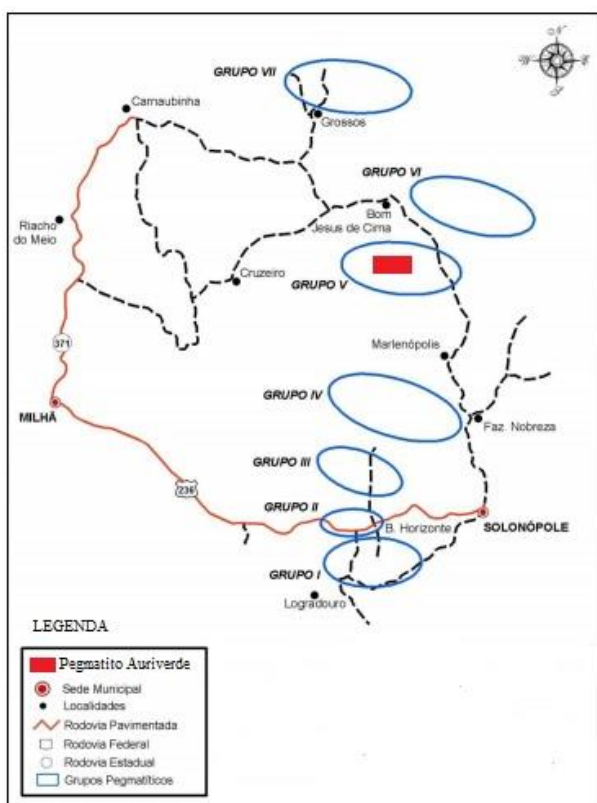 GRUPO VII
Carnaubinha
Grossos
GRUPO VI
Riacho
do Meio
Bom
Jesus de Cima
Cruzeiro
GRUPO V
371
Marlenópolis
GRUPO IV
MILHÃ
Faz. Nobreza
GRUPO III
236
GRUPO II
B. Horizonte
SOLONÓPOLE
GRUPO I
Logradouro
LEGENDA
Pegmatito Auriverde
Sede Municipal
Localidades
Rodovia Pavimentada
Rodovia Federal
Rodovia Estadual
Grupos Pegmatíticos